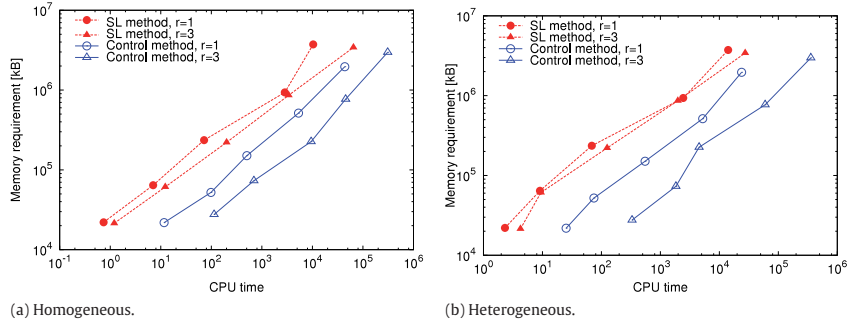 SL method, r=1
SL method, r=3
Control method, r=1
Control method, r=3
Memory requirement [kB]
10^7
10^6
10^5
10^4
10^-1 10^0 10^1 10^2 10^3 10^4 10^5 10^6
CPU time
(a) Homogeneous.
SL method, r=1
SL method, r=3
Control method, r=1
Control method, r=3
Memory requirement [kB]
10^7
10^6
10^5
10^4
10^0 10^1 10^2 10^3 10^4 10^5 10^6
CPU time
(b) Heterogeneous.